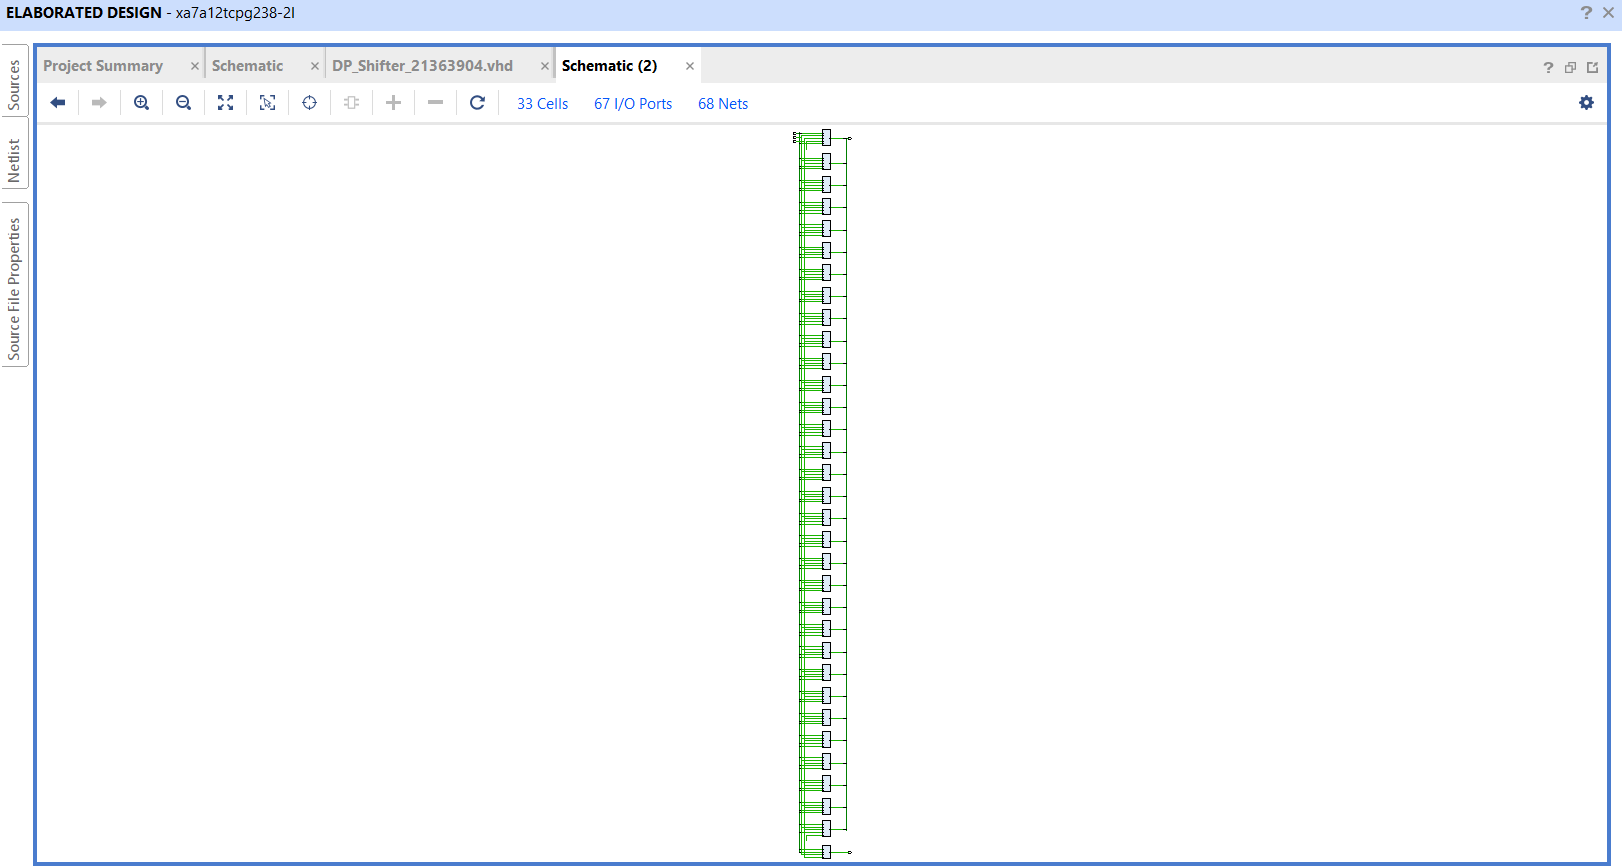 ELABORATED DESIGN - xa7a12tcpg238-2I
Sources
Netlist
Source File Properties
Project Summary
Schematic
DP_Shifter_21363904.vhd
Schematic (2)
33 Cells
67 I/O Ports
68 Nets